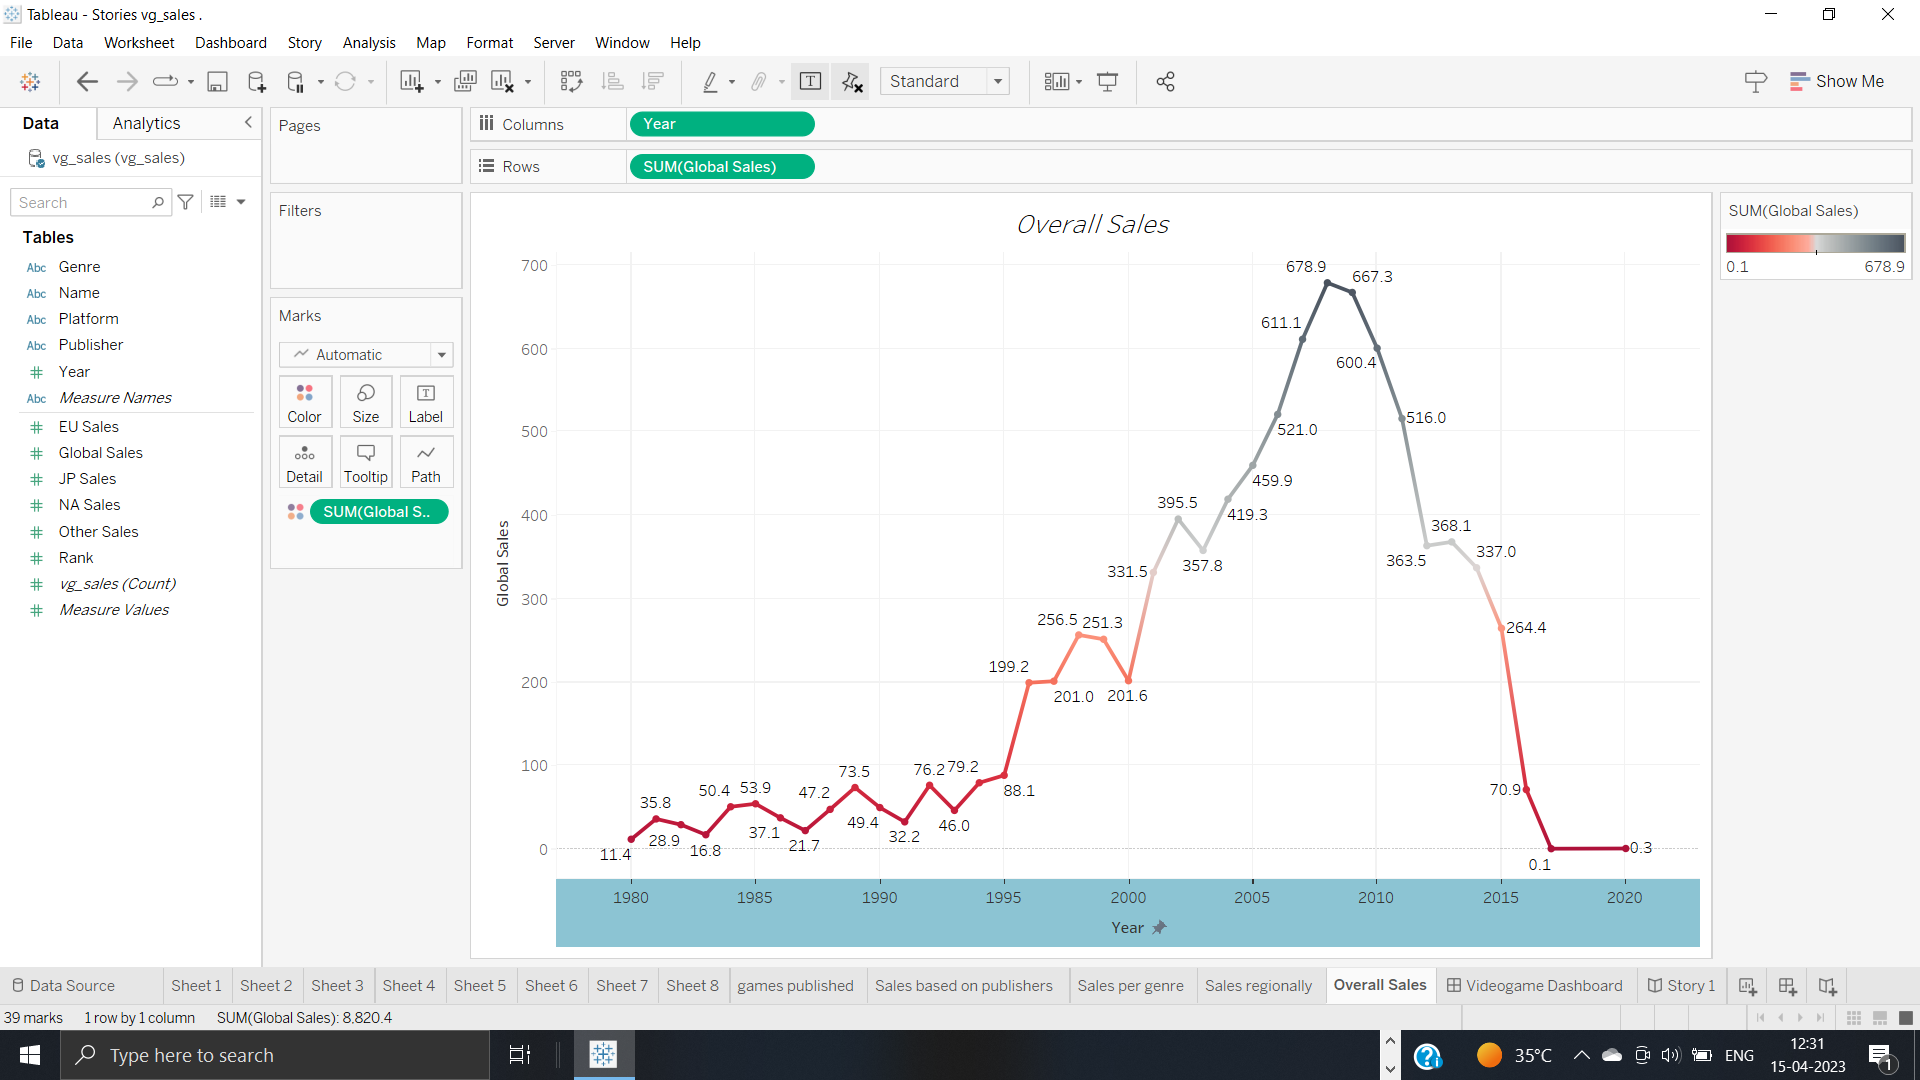 Tableau - Stories vg_sales .
File Data Worksheet Dashboard Story Analysis Map Format Server Window Help
Standard
Show Me
Data Analytics
vg_sales (vg_sales)
Search
Tables
Abc Genre
Abc Name
Abc Platform
Abc Publisher
# Year
Abc Measure Names
# EU Sales
# Global Sales
# JP Sales
# NA Sales
# Other Sales
# Rank
# vg_sales (Count)
# Measure Values
Pages
Filters
Marks
Automatic
Color Size Label
Detail Tooltip Path
SUM(Global S..
Columns Year
Rows SUM(Global Sales)
Overall Sales
Global Sales
700
600
500
400
300
200
100
0
11.4
35.8
28.9
16.8
50.4
53.9
37.1
21.7
47.2
73.5
49.4
32.2
76.2
46.0
79.2
88.1
199.2
201.0
256.5
251.3
201.6
331.5
395.5
357.8
419.3
459.9
521.0
611.1
678.9
667.3
600.4
516.0
363.5
368.1
337.0
264.4
70.9
0.1
0.3
1980 1985 1990 1995 2000 2005 2010 2015 2020
Year
SUM(Global Sales)
0.1 678.9
Data Source Sheet 1 Sheet 2 Sheet 3 Sheet 4 Sheet 5 Sheet 6 Sheet 7 Sheet 8 games published Sales based on publishers Sales per genre Sales regionally Overall Sales Videogame Dashboard Story 1
39 marks 1 row by 1 column SUM(Global Sales): 8,820.4
Type here to search
35°C ENG
12:31
15-04-2023
1